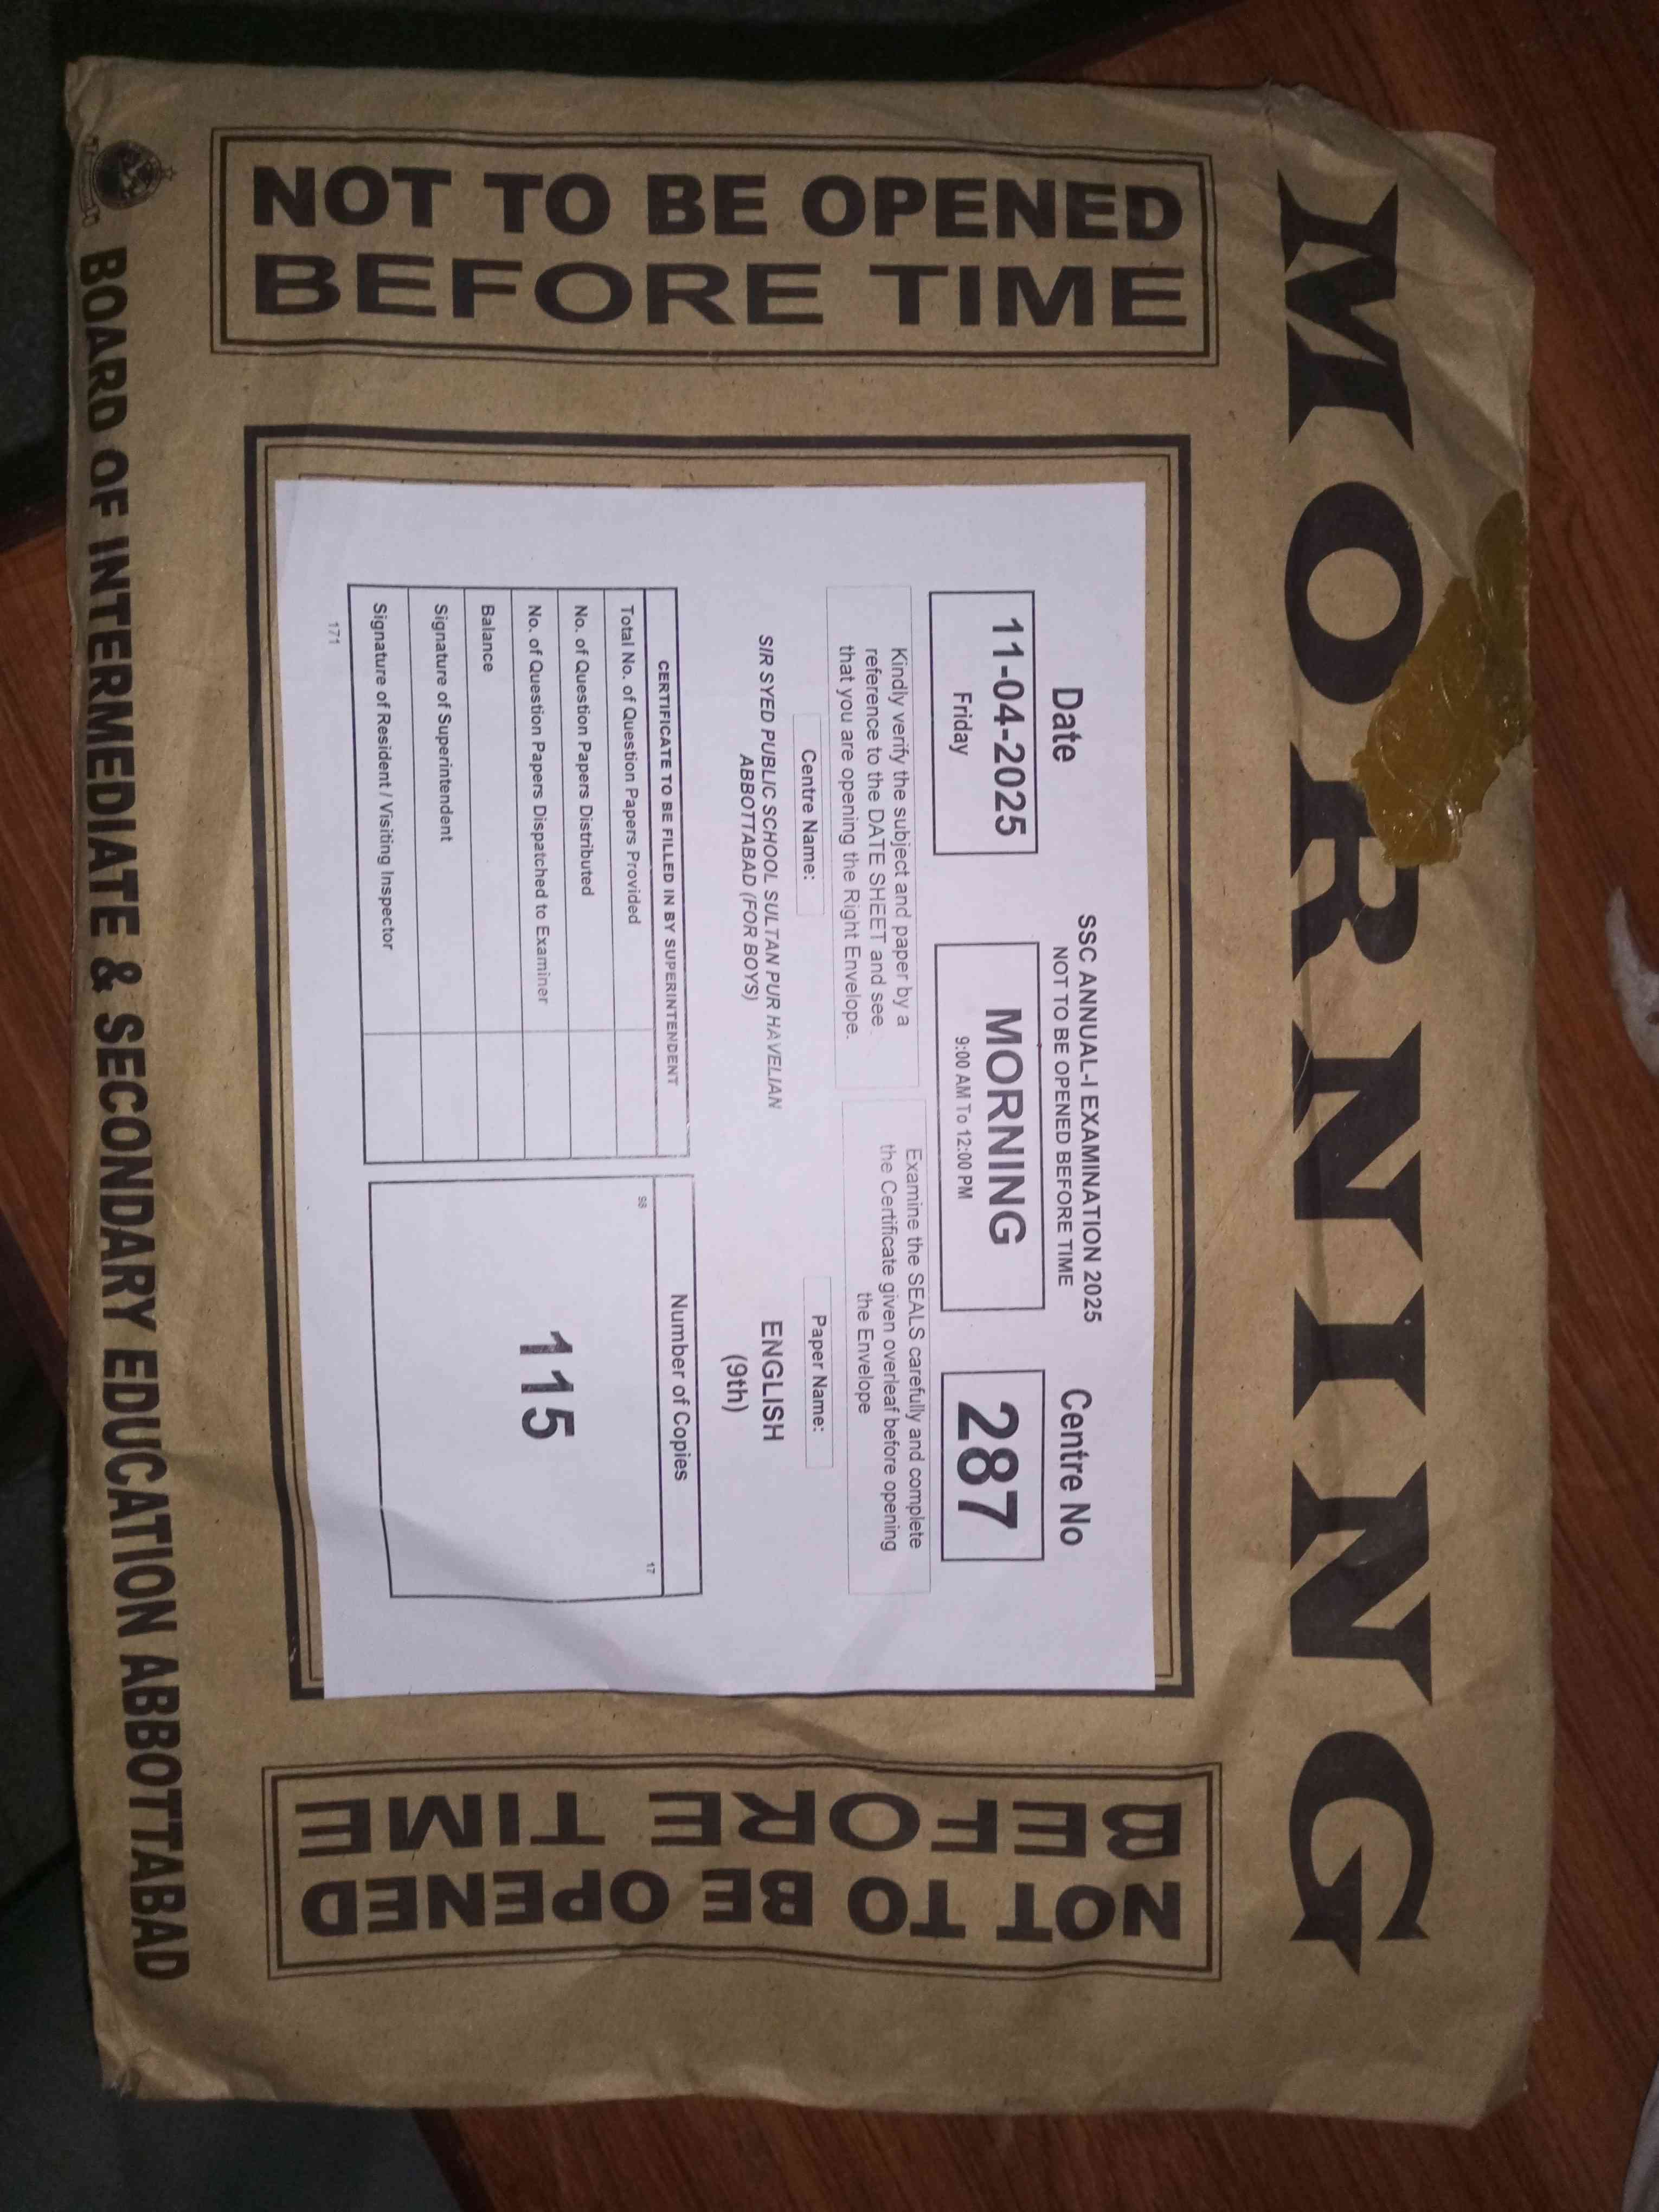 MORNING
NOT TO BE OPENED
BEFORE TIME
SSC ANNUAL-I EXAMINATION 2025
NOT TO BE OPENED BEFORE TIME
Date
11-04-2025
Friday
MORNING
9:00 AM To 12:00 PM
Centre No
287
Kindly verify the subject and paper by a
reference to the DATE SHEET and see
that you are opening the Right Envelope.
Examine the SEALS carefully and complete
the Certificate given overleaf before opening
the Envelope
Centre Name:
SIR SYED PUBLIC SCHOOL SULTAN PUR HAVELIAN
ABBOTTABAD (FOR BOYS)
Paper Name:
ENGLISH
(9th)
CERTIFICATE TO BE FILLED IN BY SUPERINTENDENT
Total No. of Question Papers Provided
No. of Question Papers Distributed
No. of Question Papers Dispatched to Examiner
Balance
Signature of Superintendent
Signature of Resident / Visiting Inspector
171
Number of Copies
98
17
115
NOT TO BE OPENED
BEFORE TIME
BOARD OF INTERMEDIATE & SECONDARY EDUCATION ABBOTTABAD